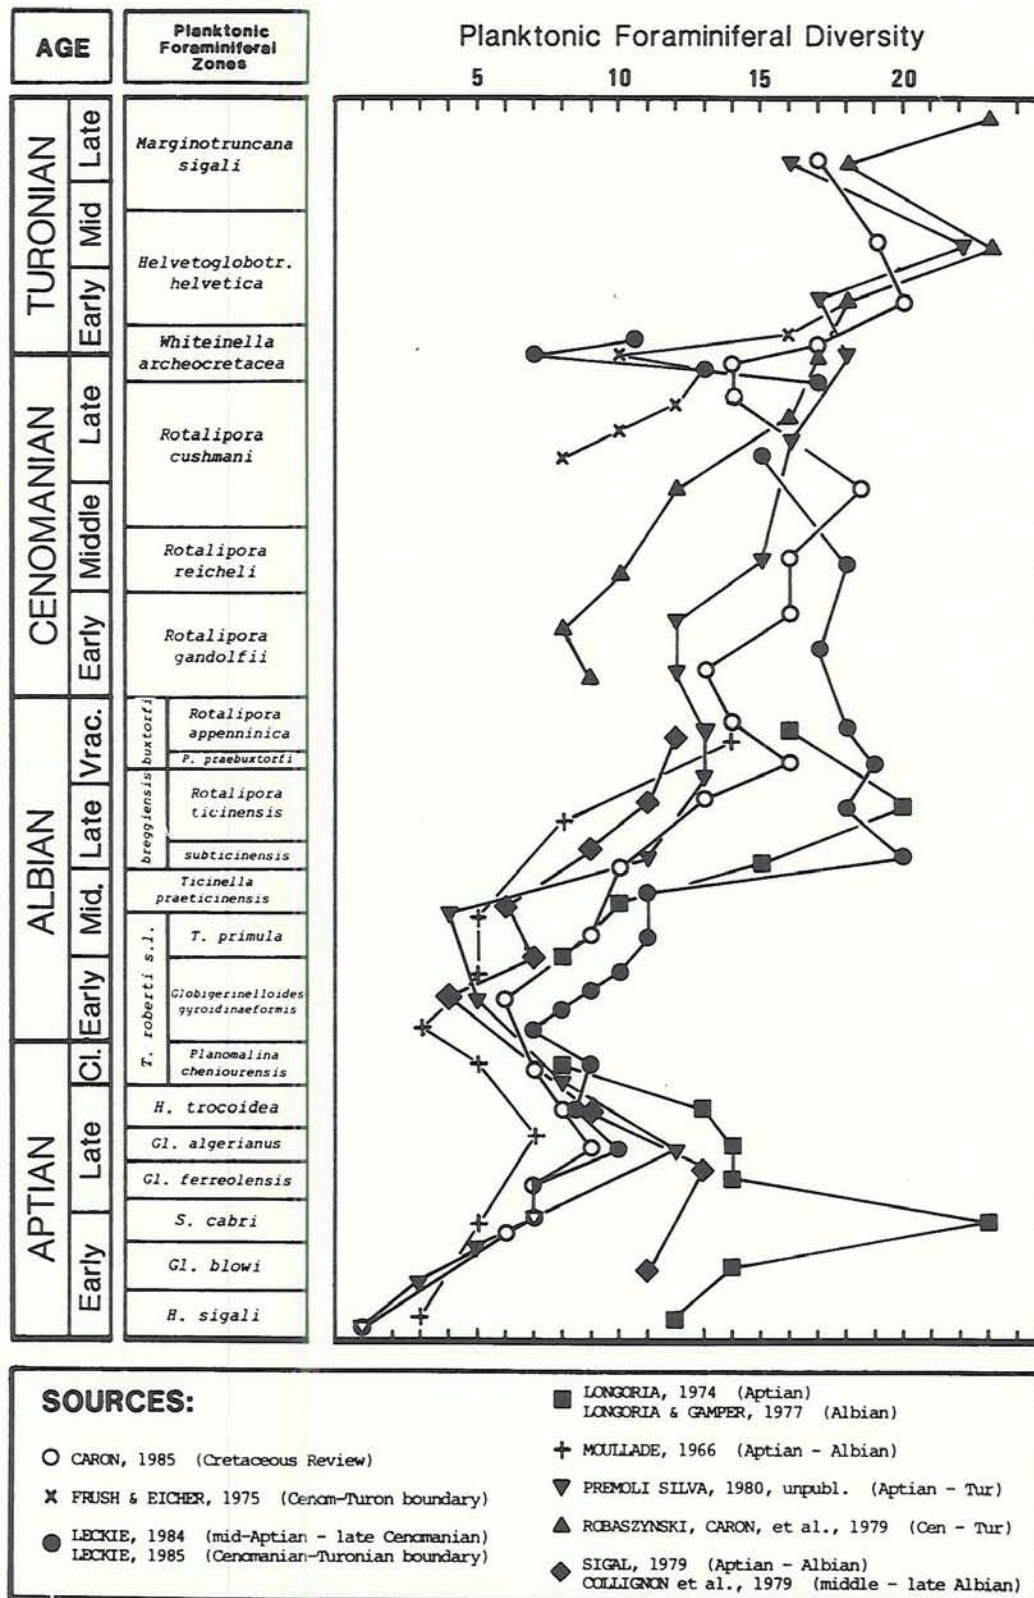 AGE
Planktonic
Foraminiferal
Zones
Planktonic Foraminiferal Diversity
5 10 15 20
TURONIAN
Late
Mid
Early
CENOMANIAN
Late
Middle
Early
ALBIAN
Vrac.
Late
Mid.
Early
APTIAN
Cl.
Late
Early
Marginotruncana
sigali
Helvetoglobotr.
helvetica
Whiteinella
archeocretacea
Rotalipora
cushmani
Rotalipora
reicheli
Rotalipora
gandolfii
buxtorfi
Rotalipora
appenninica
P. praebuxtorfi
breggiensis
Rotalipora
ticinensis
subticinensis
Ticinella
praeticinensis
T. roberti s.l.
T. primula
Globigerinelloides
gyroidinaeformis
Planomalina
cheniourensis
H. trocoidea
Gl. algerianus
Gl. ferreolensis
S. cabri
Gl. blowi
H. sigali
SOURCES:
CARON, 1985 (Cretaceous Review)
FRUSH & EICHER, 1975 (Cenom-Turon boundary)
LECKIE, 1984 (mid-Aptian - late Cenomanian)
LECKIE, 1985 (Cenomanian-Turonian boundary)
LONGORIA, 1974 (Aptian)
LONGORIA & GAMPER, 1977 (Albian)
MOULLADE, 1966 (Aptian - Albian)
PREMOLI SILVA, 1980, unpubl. (Aptian - Tur)
ROBASZYNSKI, CARON, et al., 1979 (Cen - Tur)
SIGAL, 1979 (Aptian - Albian)
COLLIGNON et al., 1979 (middle - late Albian)